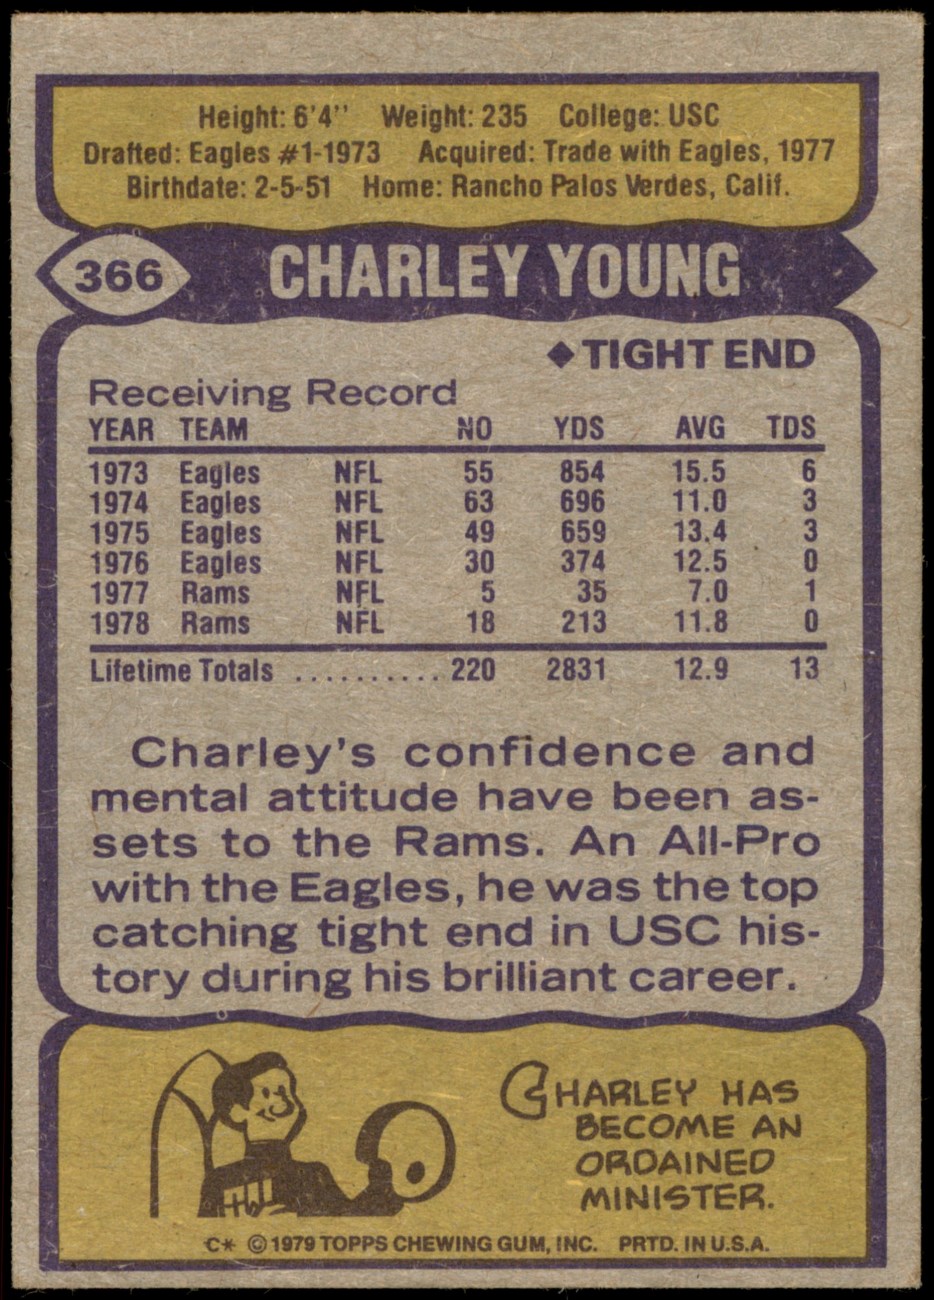 Height: 6'4'' Weight: 235 College: USC
Drafted: Eagles #1-1973 Acquired: Trade with Eagles, 1977
Birthdate: 2-5-51 Home: Rancho Palos Verdes, Calif.
366 CHARLEY YOUNG
◆TIGHT END
Receiving Record
YEAR TEAM NO YDS AVG TDS
1973 Eagles NFL 55 854 15.5 6
1974 Eagles NFL 63 696 11.0 3
1975 Eagles NFL 49 659 13.4 3
1976 Eagles NFL 30 374 12.5 0
1977 Rams NFL 5 35 7.0 1
1978 Rams NFL 18 213 11.8 0
Lifetime Totals .......... 220 2831 12.9 13
Charley's confidence and
mental attitude have been as-
sets to the Rams. An All-Pro
with the Eagles, he was the top
catching tight end in USC his-
tory during his brilliant career.
CHARLEY HAS
BECOME AN
ORDAINED
MINISTER.
C* ©1979 TOPPS CHEWING GUM, INC. PRTD. IN U.S.A.